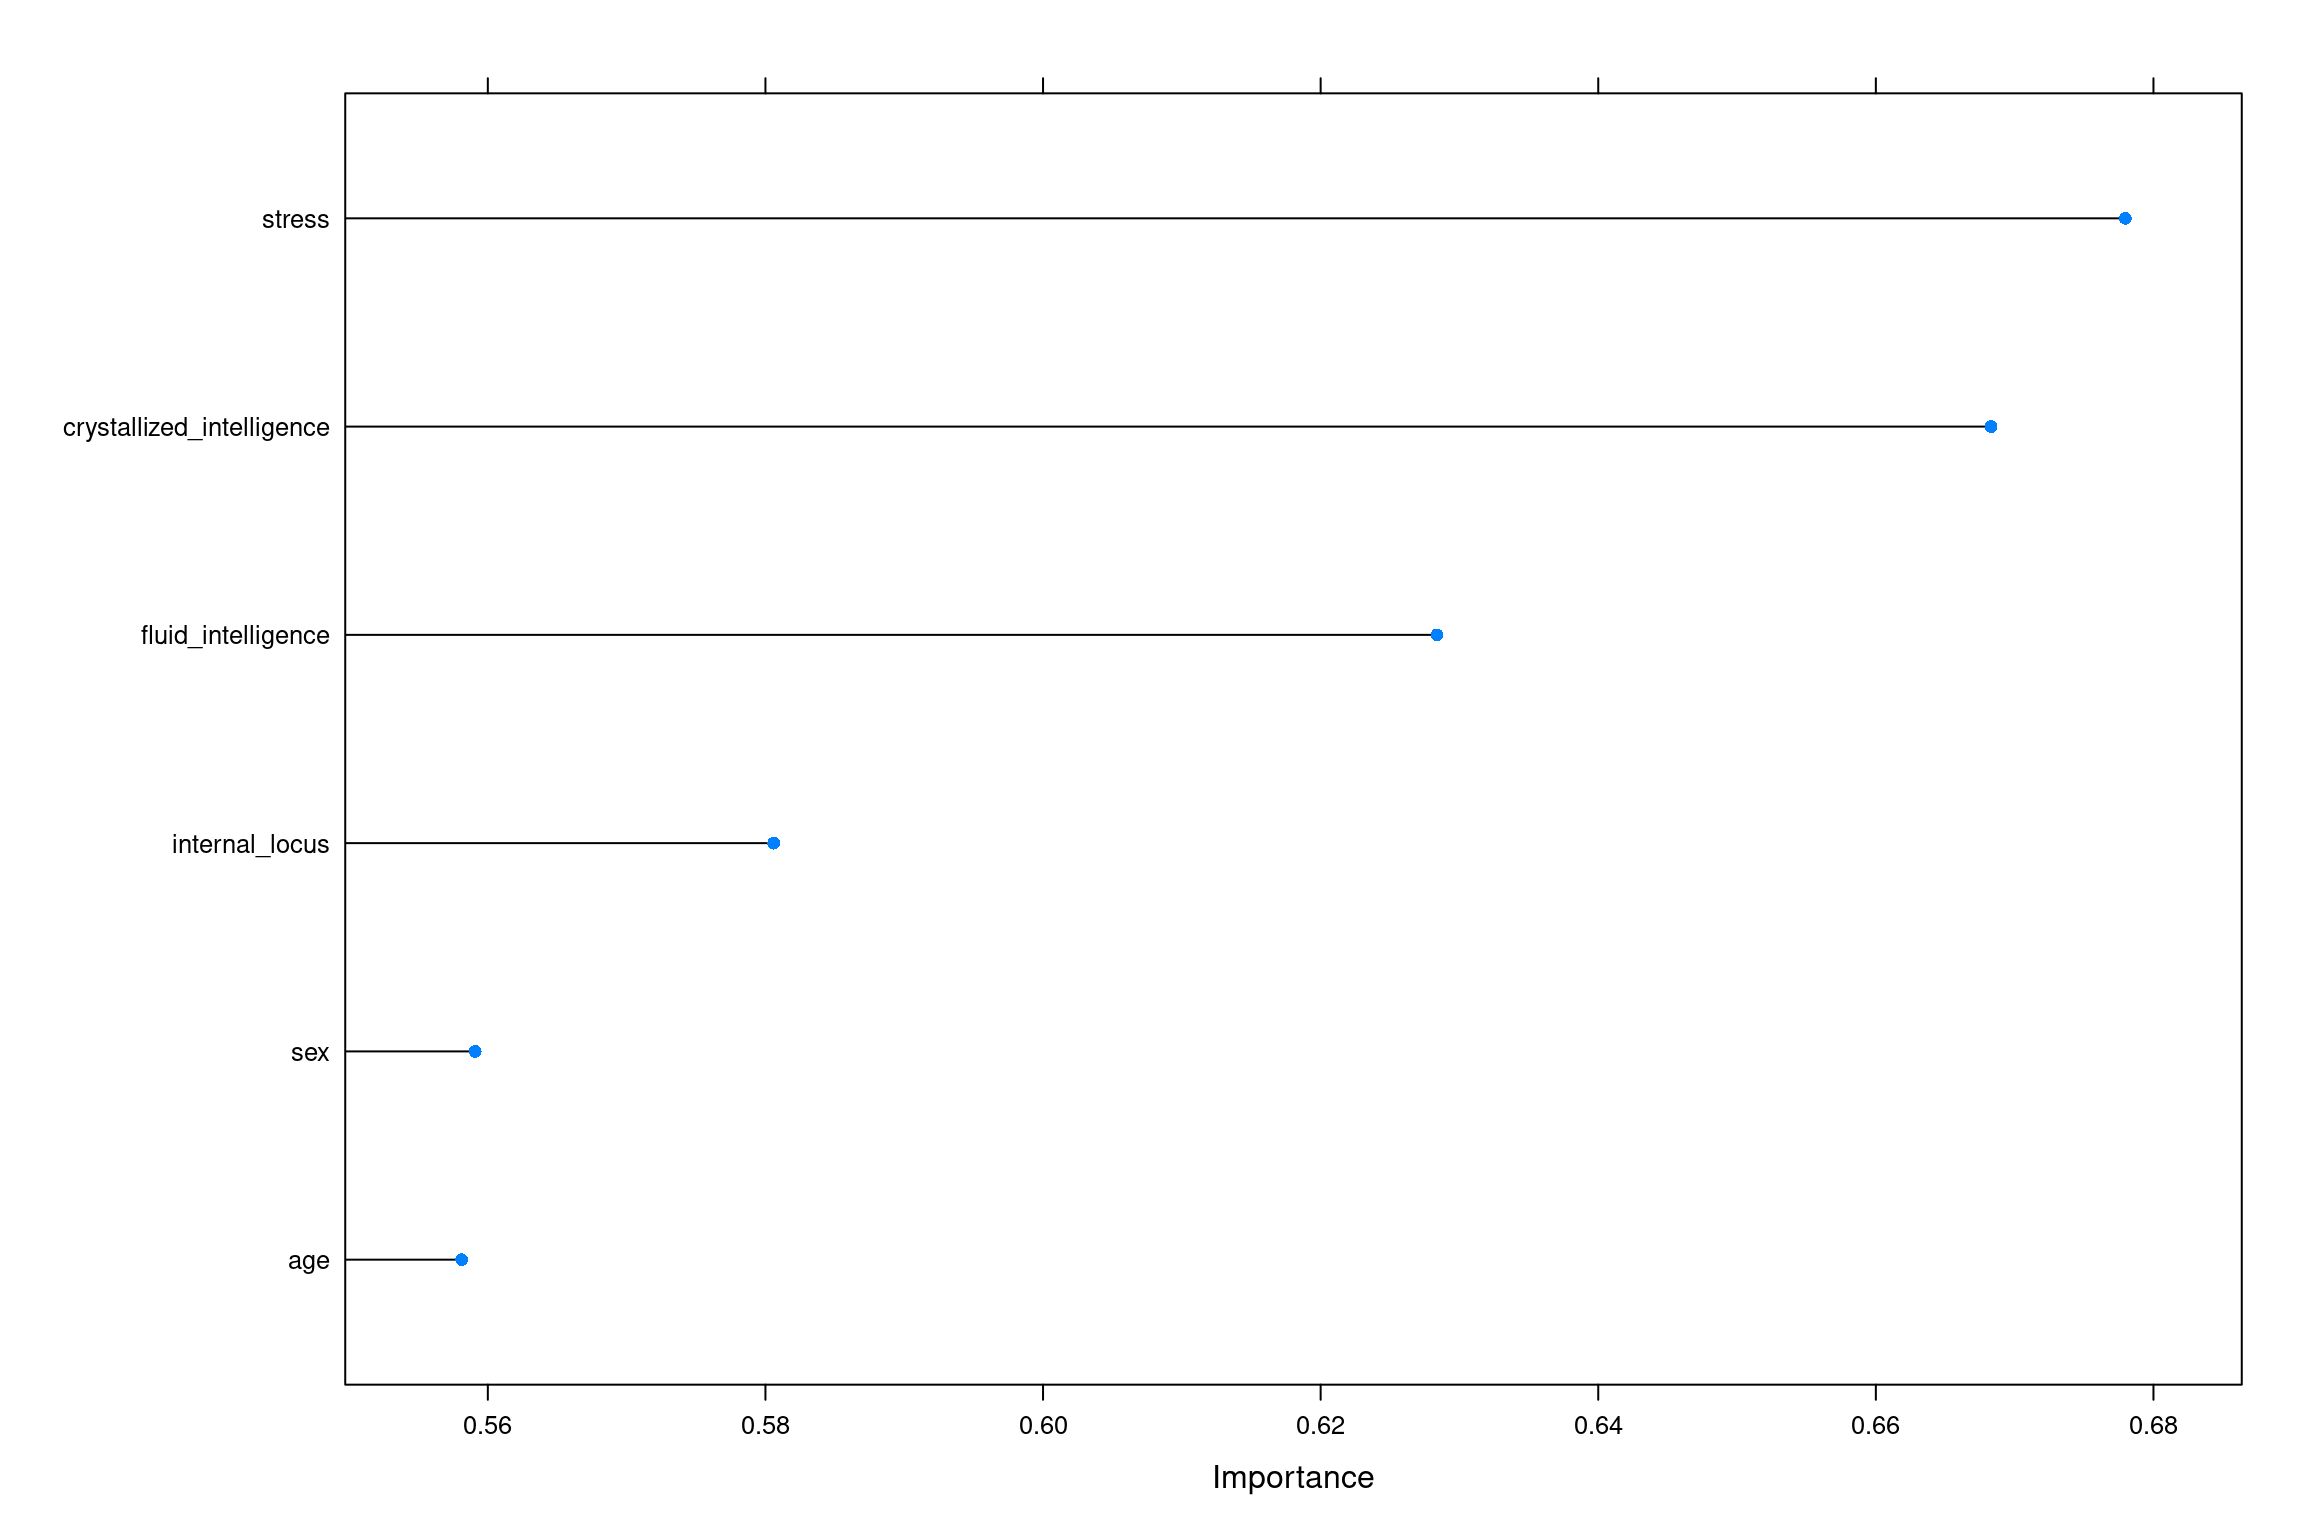 stress
crystallized_intelligence
fluid_intelligence
internal_locus
sex
age
0.56 0.58 0.60 0.62 0.64 0.66 0.68
Importance